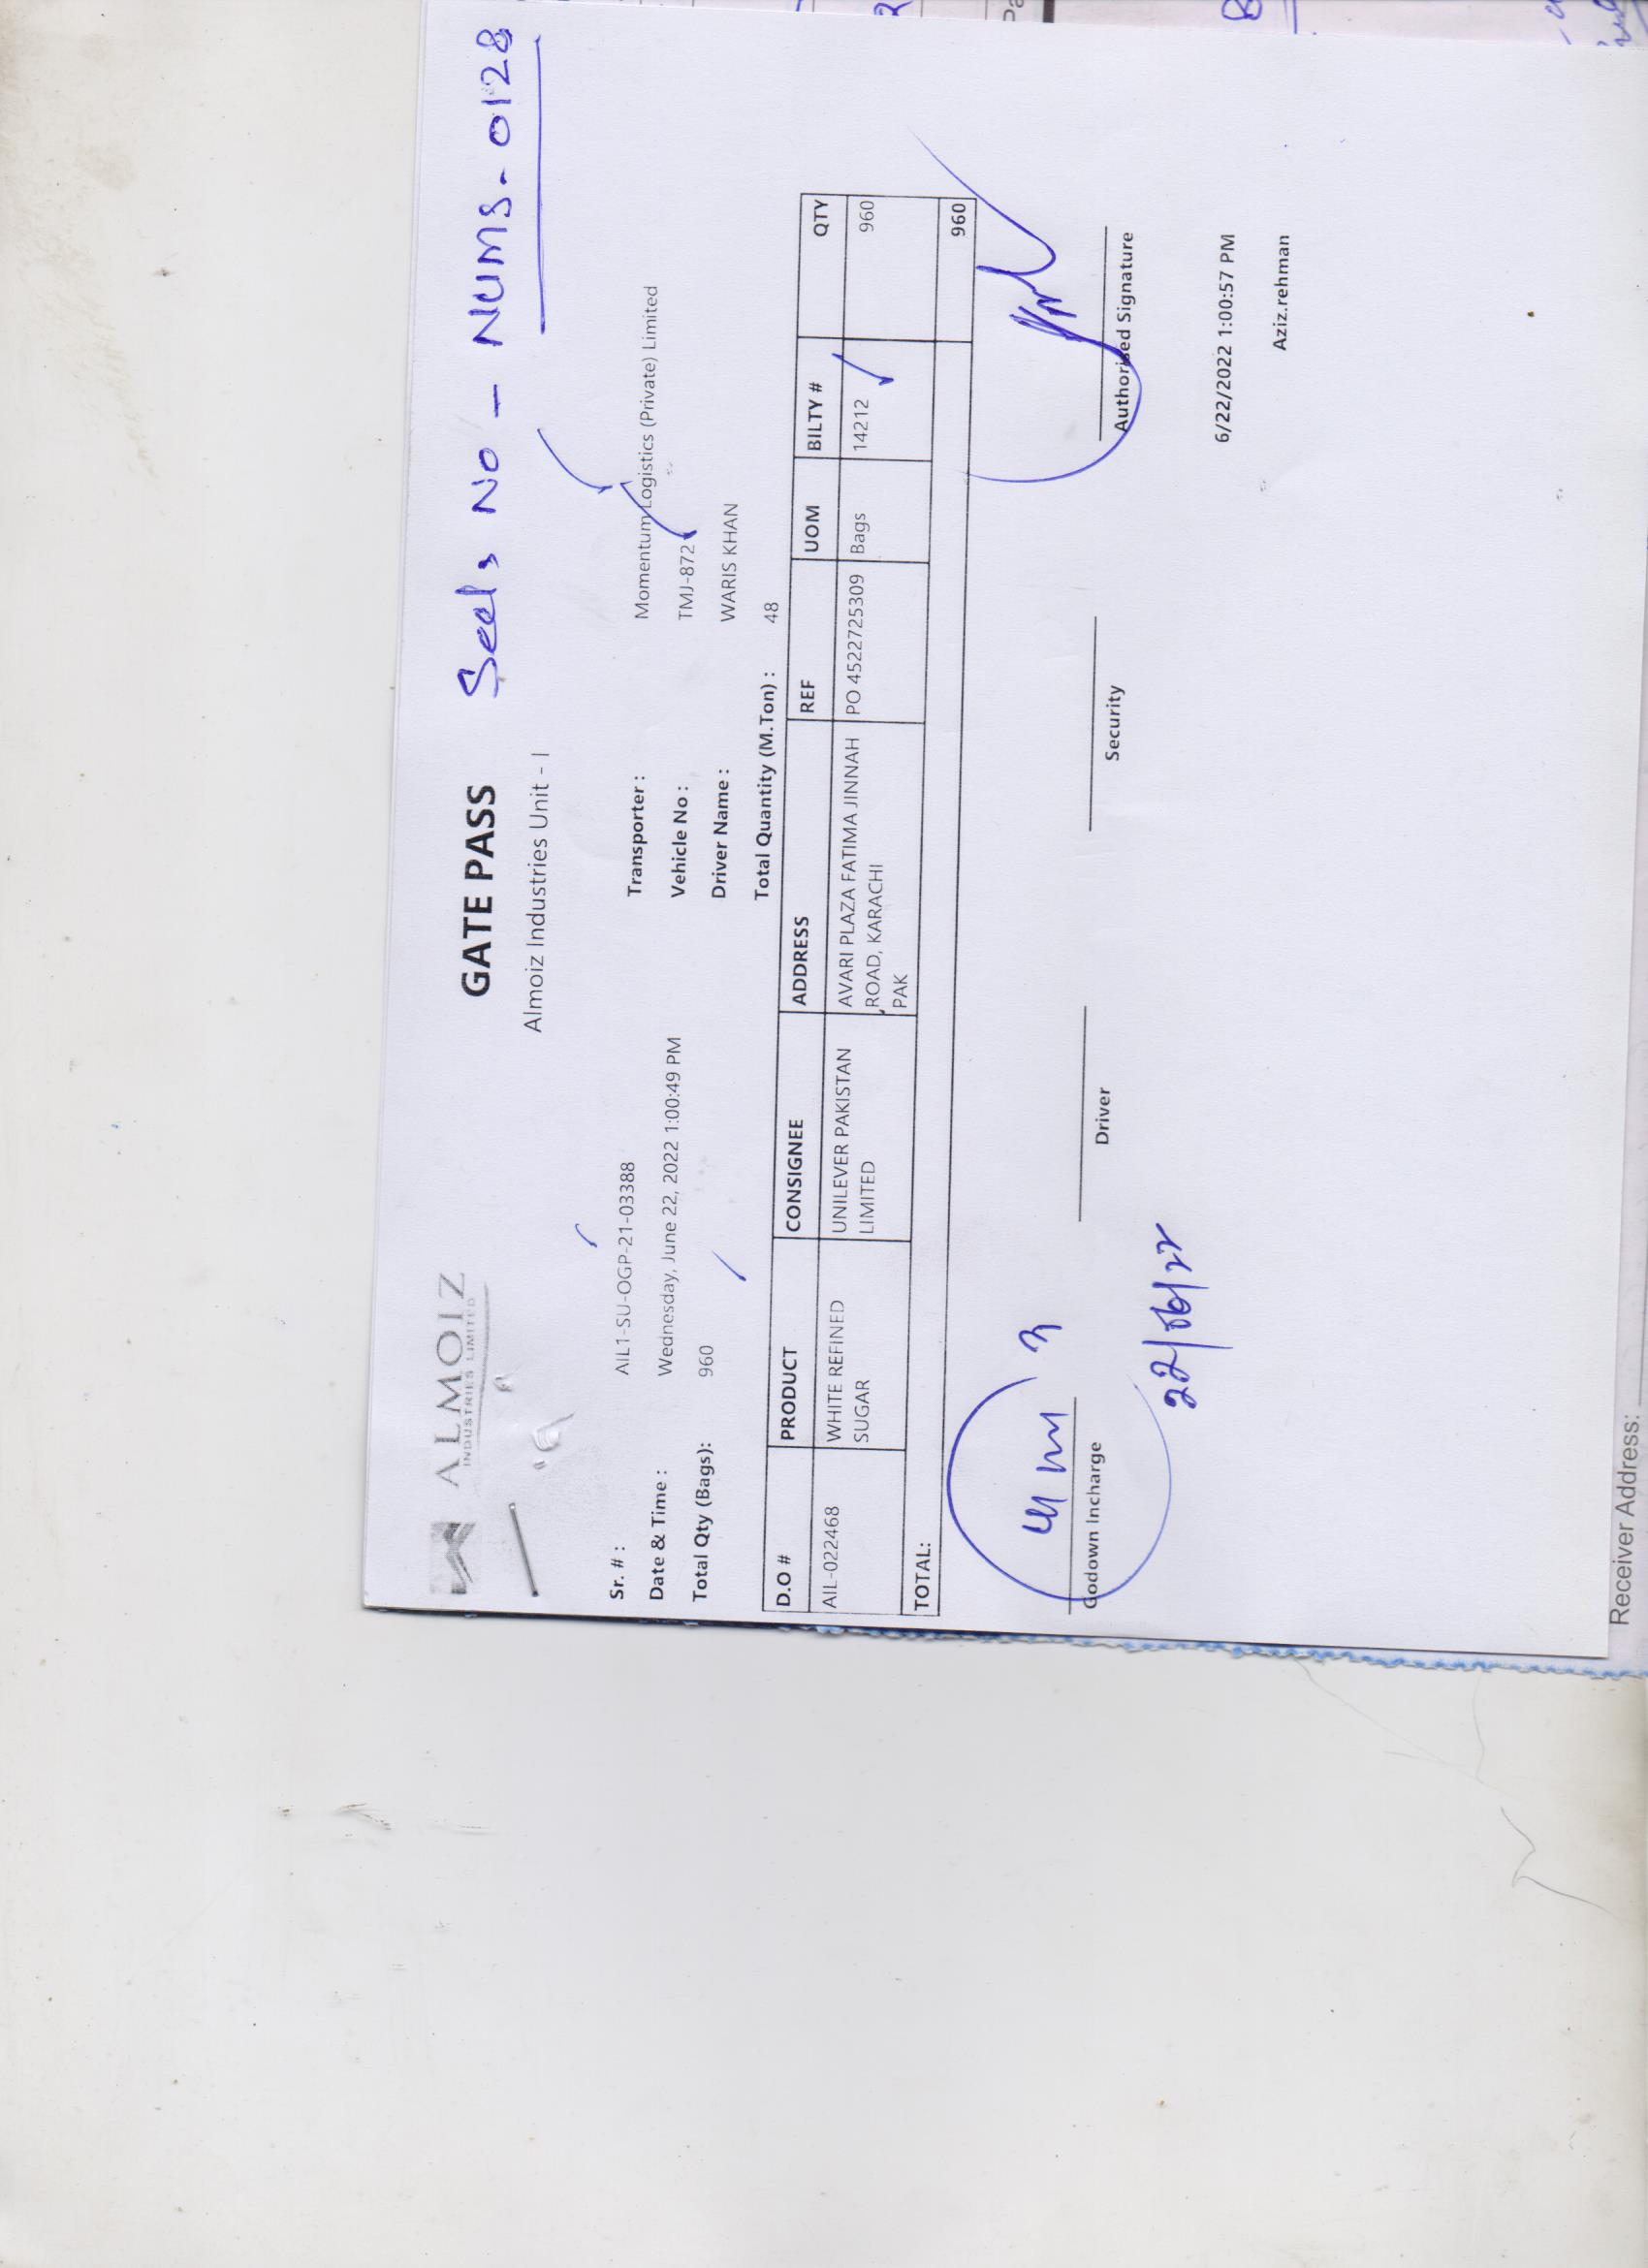 ALMOIZ
INDUSTRIES LIMITED
GATE PASS
Seal No - NUMS-0128
Almoiz Industries Unit - I
Sr. # : AIL1-SU-OGP-21-03388
Transporter : Momentum Logistics (Private) Limited
Date & Time : Wednesday, June 22, 2022 1:00:49 PM
Vehicle No : TMJ-872
Total Qty (Bags): 960
Driver Name : WARIS KHAN
Total Quantity (M.Ton) : 48
D.O # PRODUCT CONSIGNEE ADDRESS REF UOM BILTY # QTY
AIL-022468 WHITE REFINED UNILEVER PAKISTAN AVARI PLAZA FATIMA JINNAH PO 4522725309 Bags 14212 960
SUGAR LIMITED ROAD, KARACHI
PAK
TOTAL: 960
Godown Incharge Driver Security Authorised Signature
22/06/22
6/22/2022 1:00:57 PM
Aziz.rehman
Receiver Address: